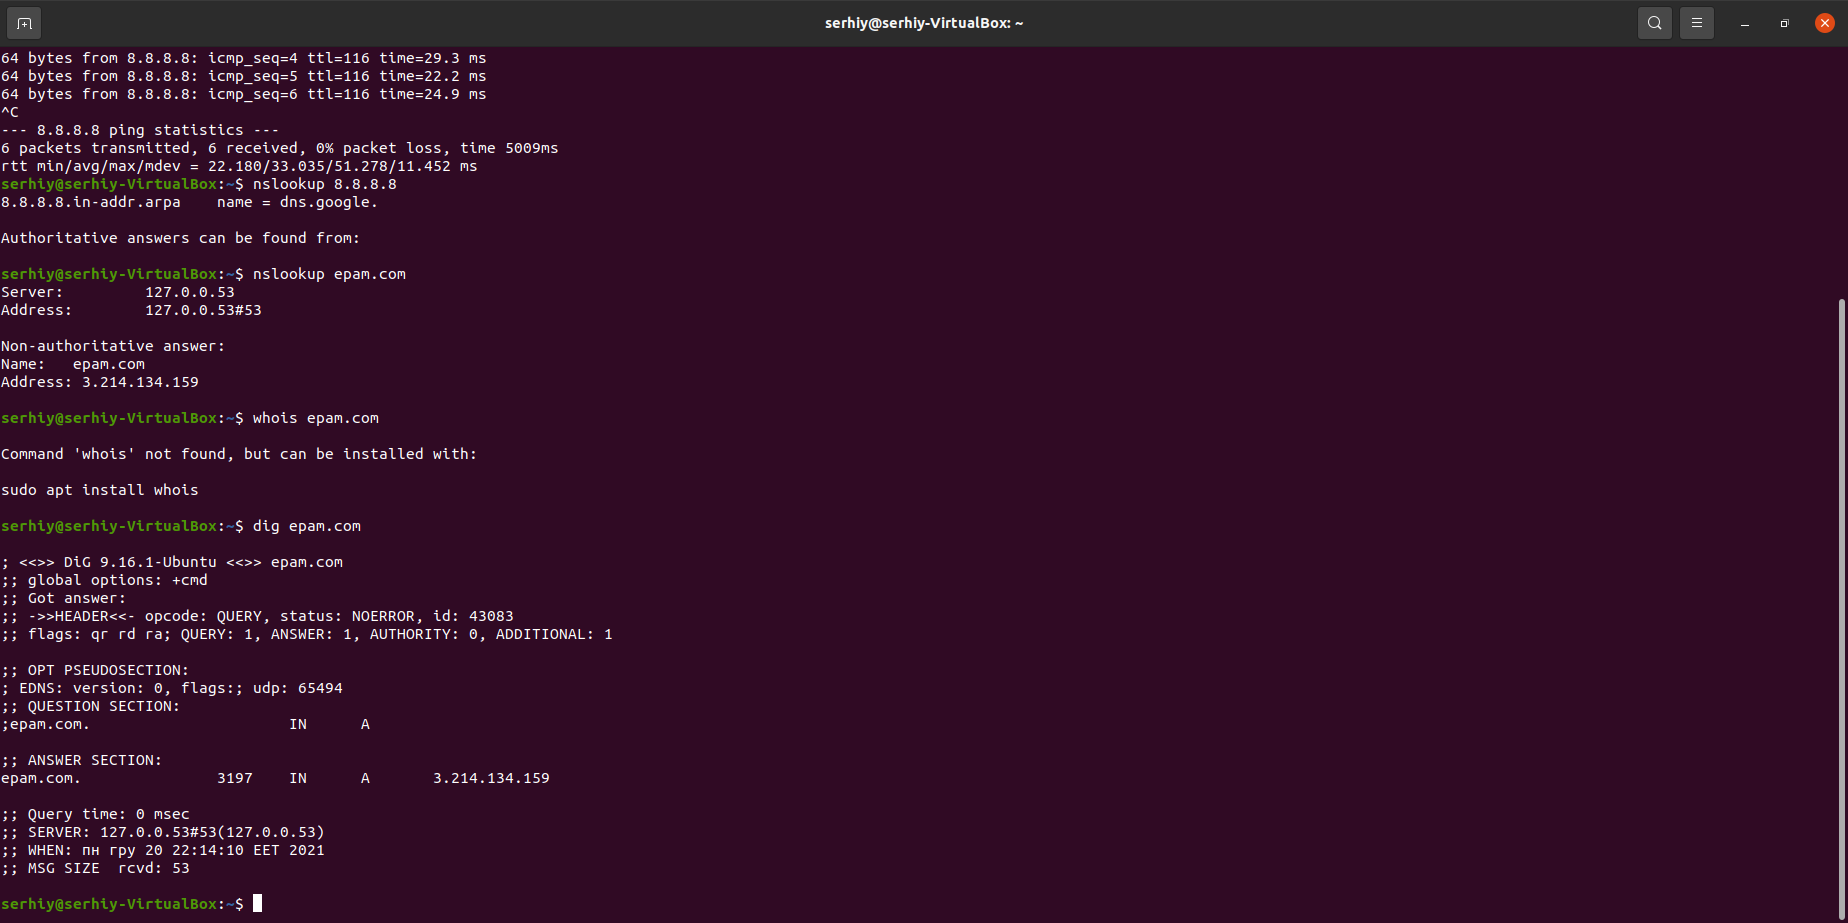 serhiy@serhiy-VirtualBox: ~
64 bytes from 8.8.8.8: icmp_seq=4 ttl=116 time=29.3 ms
64 bytes from 8.8.8.8: icmp_seq=5 ttl=116 time=22.2 ms
64 bytes from 8.8.8.8: icmp_seq=6 ttl=116 time=24.9 ms
^C
--- 8.8.8.8 ping statistics ---
6 packets transmitted, 6 received, 0% packet loss, time 5009ms
rtt min/avg/max/mdev = 22.180/33.035/51.278/11.452 ms
serhiy@serhiy-VirtualBox:~$ nslookup 8.8.8.8
8.8.8.8.in-addr.arpa    name = dns.google.

Authoritative answers can be found from:

serhiy@serhiy-VirtualBox:~$ nslookup epam.com
Server:         127.0.0.53
Address:        127.0.0.53#53

Non-authoritative answer:
Name:   epam.com
Address: 3.214.134.159

serhiy@serhiy-VirtualBox:~$ whois epam.com

Command 'whois' not found, but can be installed with:

sudo apt install whois

serhiy@serhiy-VirtualBox:~$ dig epam.com

; <<>> DiG 9.16.1-Ubuntu <<>> epam.com
;; global options: +cmd
;; Got answer:
;; ->>HEADER<<- opcode: QUERY, status: NOERROR, id: 43083
;; flags: qr rd ra; QUERY: 1, ANSWER: 1, AUTHORITY: 0, ADDITIONAL: 1

;; OPT PSEUDOSECTION:
; EDNS: version: 0, flags:; udp: 65494
;; QUESTION SECTION:
;epam.com.                      IN      A

;; ANSWER SECTION:
epam.com.               3197    IN      A       3.214.134.159

;; Query time: 0 msec
;; SERVER: 127.0.0.53#53(127.0.0.53)
;; WHEN: пн гру 20 22:14:10 EET 2021
;; MSG SIZE  rcvd: 53

serhiy@serhiy-VirtualBox:~$